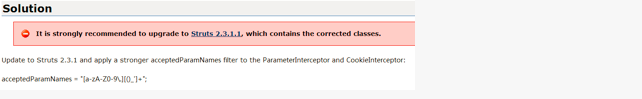 Solution
It is strongly recommended to upgrade to Struts 2.3.1.1, which contains the corrected classes.
Update to Struts 2.3.1 and apply a stronger acceptedParamNames filter to the ParameterInterceptor and CookieInterceptor:
acceptedParamNames = "[a-zA-Z0-9\.][()_']+";